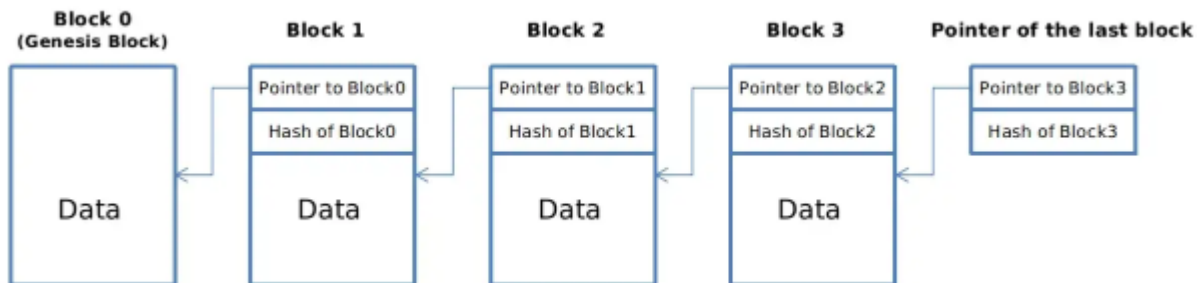 Block 0
(Genesis Block)
Block 1
Block 2
Block 3
Pointer of the last block
Pointer to Block0
Pointer to Block1
Pointer to Block2
Pointer to Block3
Hash of Block0
Hash of Block1
Hash of Block2
Hash of Block3
Data
Data
Data
Data